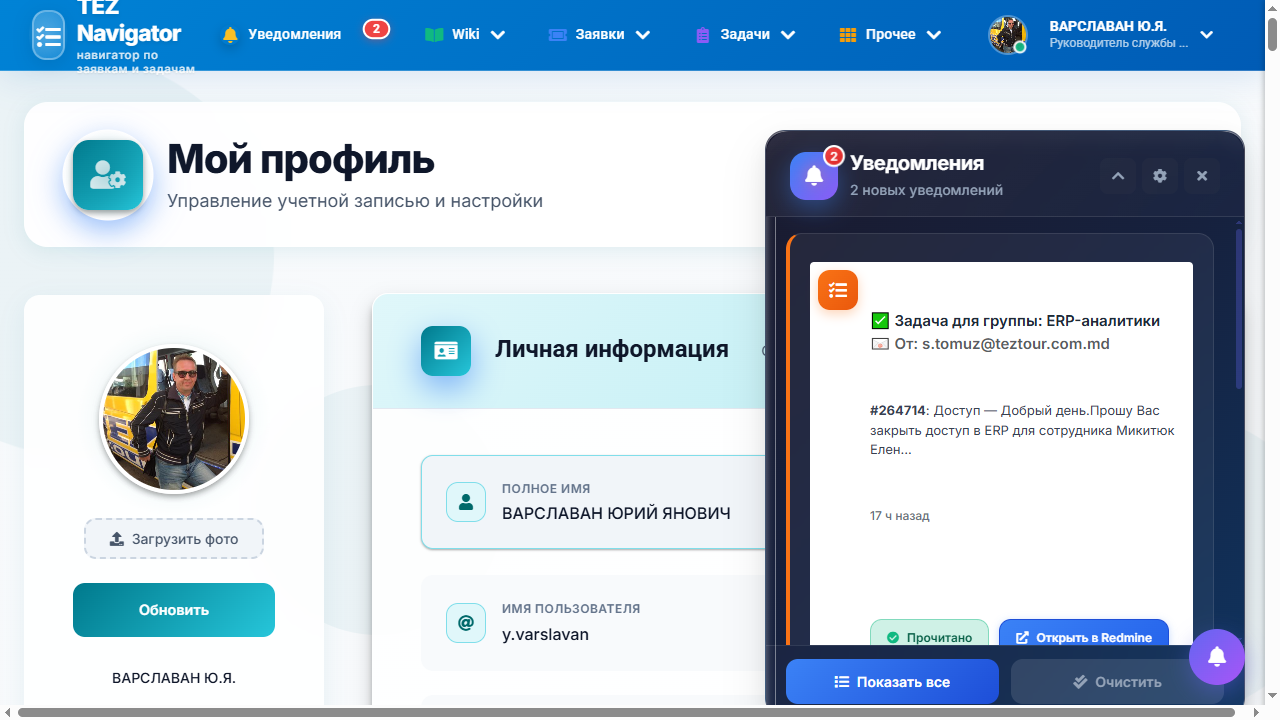 TEZ
Navigator
навигатор по
заявкам и задачам
Уведомления
2
Wiki
Заявки
Задачи
Прочее
ВАРСЛАВАН Ю.Я.
Руководитель службы ...
Мой профиль
Управление учетной записью и настройки
Загрузить фото
Обновить
ВАРСЛАВАН Ю.Я.
Личная информация
ПОЛНОЕ ИМЯ
ВАРСЛАВАН ЮРИЙ ЯНОВИЧ
ИМЯ ПОЛЬЗОВАТЕЛЯ
y.varslavan
2
Уведомления
2 новых уведомлений
Задача для группы: ERP-аналитики
От: s.tomuz@teztour.com.md
#264714: Доступ — Добрый день.Прошу Вас
закрыть доступ в ERP для сотрудника Микитюк
Елен...
17 ч назад
Прочитано
Открыть в Redmine
Показать все
Очистить